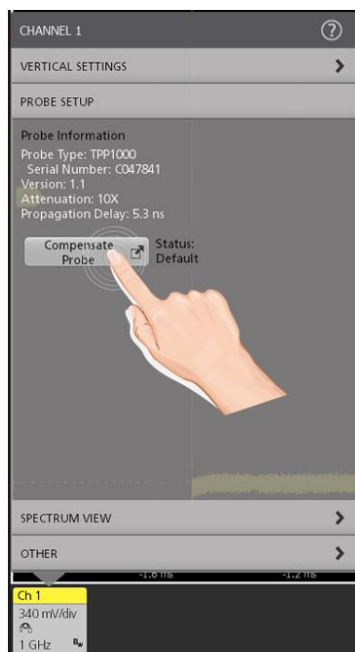 CHANNEL 1
VERTICAL SETTINGS
PROBE SETUP
Probe Information
Probe Type: TPP1000
Serial Number: C047841
Version: 1.1
Attenuation: 10X
Propagation Delay: 5.3 ns
Compensate
Probe
Status:
Default
SPECTRUM VIEW
OTHER
-1.6 ms
-1.2 ms
Ch 1
340 mV/div
1 GHz Bw